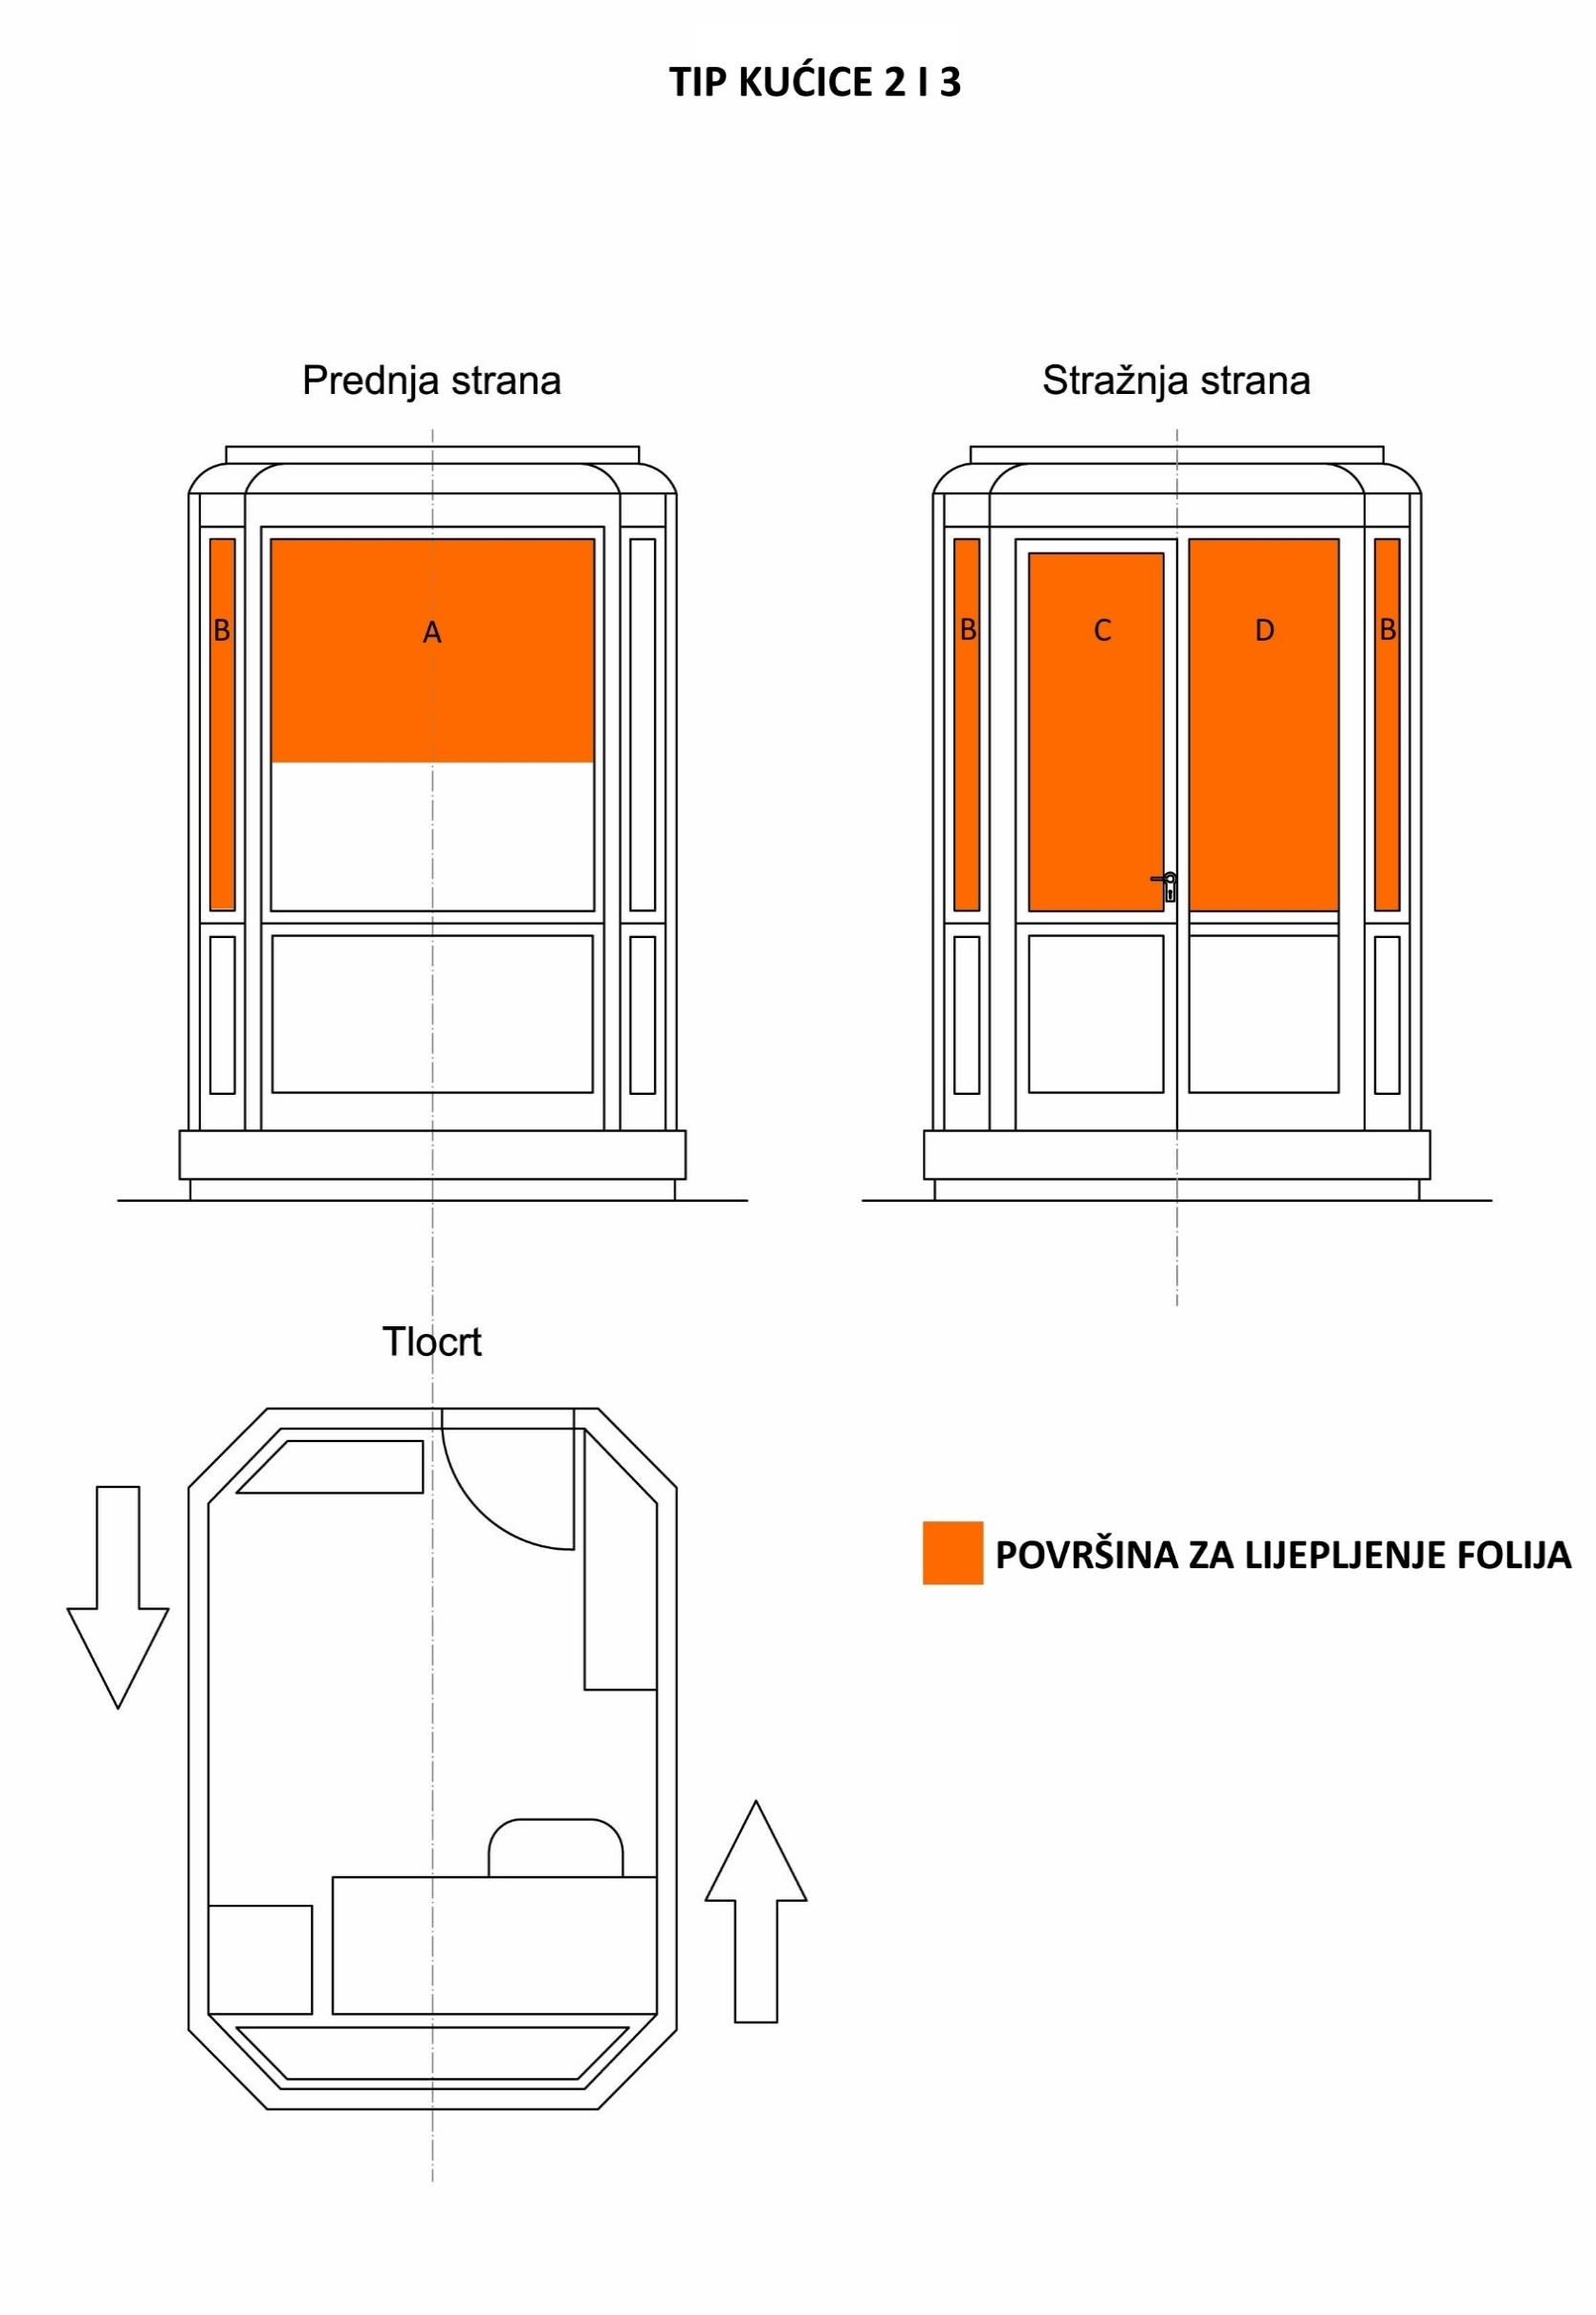 TIP KUĆICE 2 I 3
Prednja strana
Stražnja strana
B
A
B
C
D
B
Tlocrt
POVRŠINA ZA LIJEPLJENJE FOLIJA